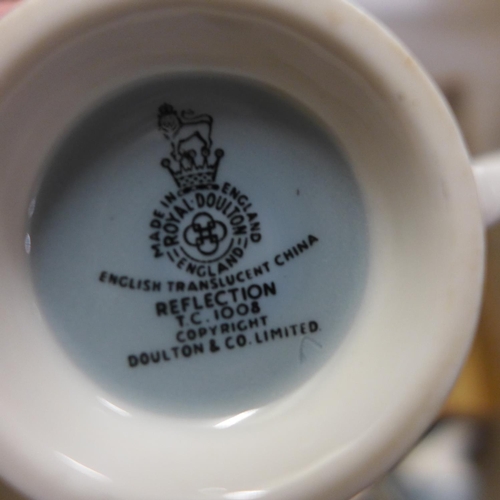 MADE IN ENGLAND
ROYAL·DOULTON
ENGLAND
ENGLISH TRANSLUCENT CHINA
REFLECTION
T.C. 1008
COPYRIGHT
DOULTON & CO. LIMITED.